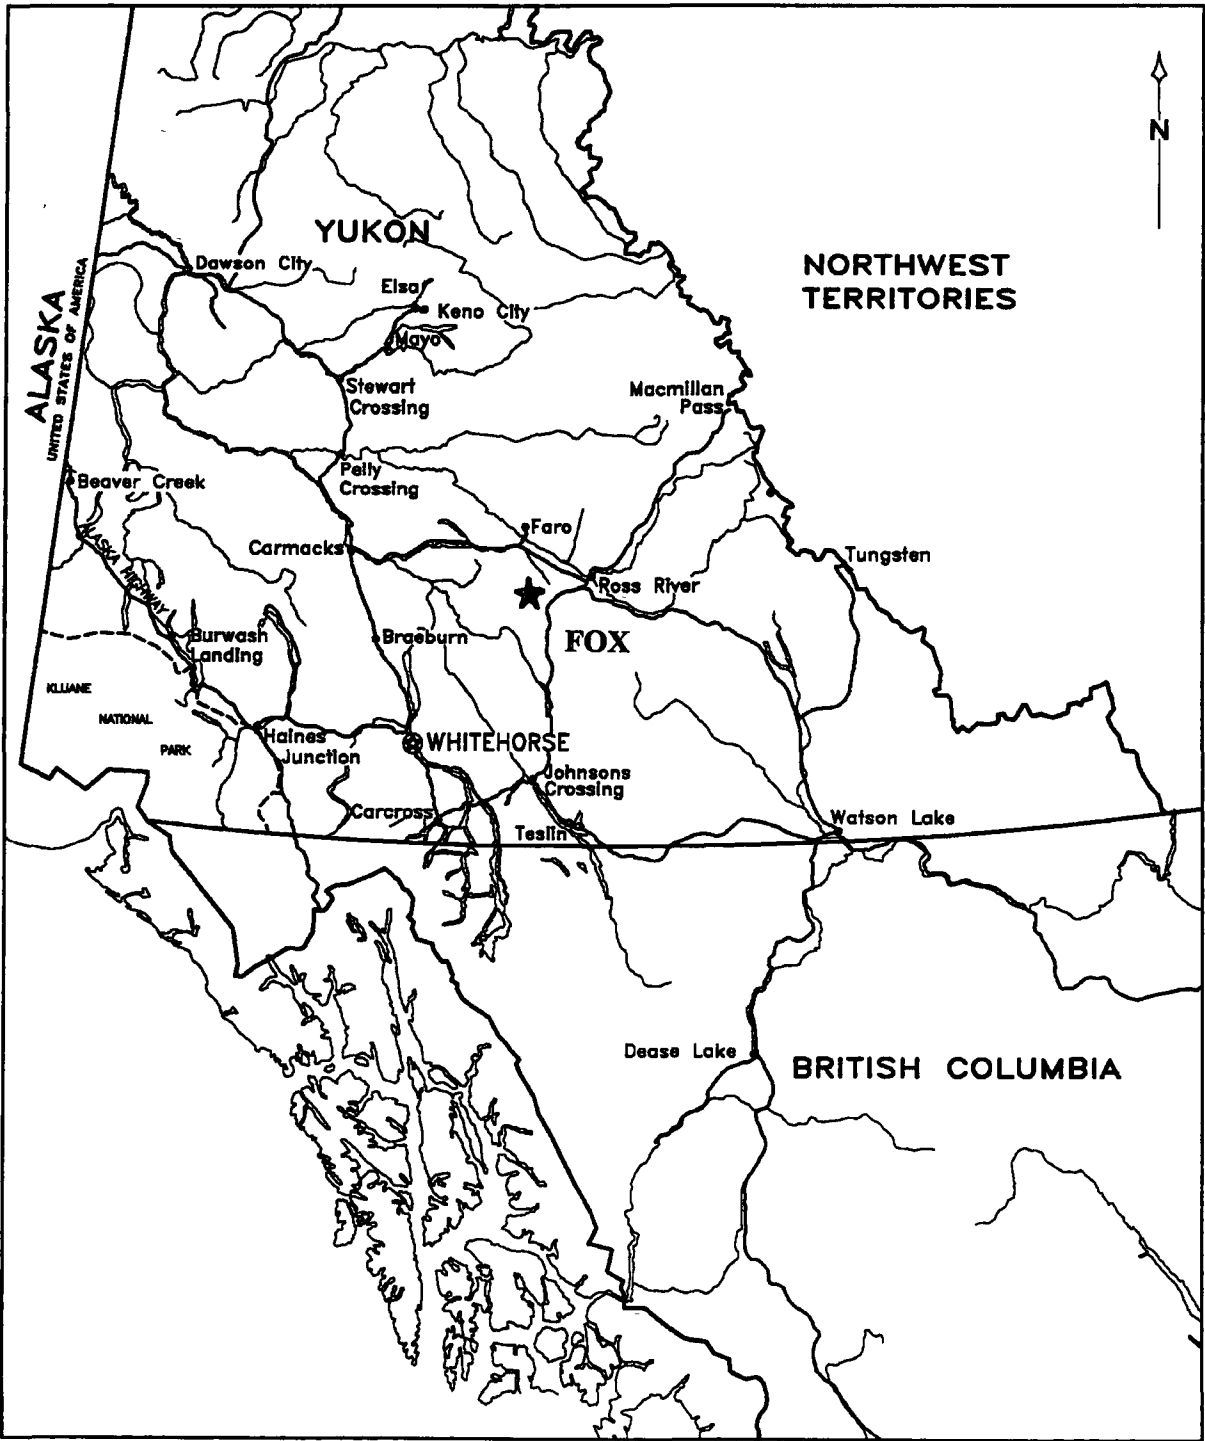 N
YUKON
NORTHWEST
TERRITORIES
Dawson City
Elsa
Keno City
Mayo
ALASKA
UNITED STATES OF AMERICA
Stewart
Crossing
Macmillan
Pass
Pelly
Crossing
Beaver Creek
Faro
ALASKA HIGHWAY
Carmacks
Tungsten
Ross River
Burwash
Landing
Braeburn
FOX
KLUANE
NATIONAL
PARK
Haines
Junction
WHITEHORSE
Johnsons
Crossing
Carcross
Teslin
Watson Lake
Dease Lake
BRITISH COLUMBIA